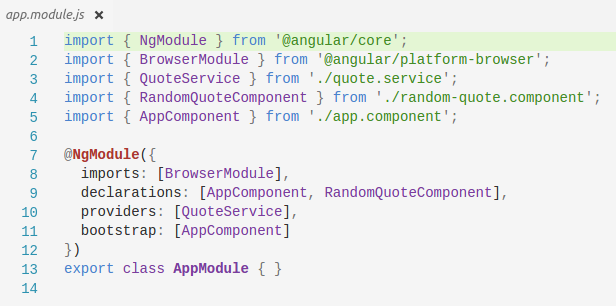 app.module.js ×
1 import { NgModule } from '@angular/core';
2 import { BrowserModule } from '@angular/platform-browser';
3 import { QuoteService } from './quote.service';
4 import { RandomQuoteComponent } from './random-quote.component';
5 import { AppComponent } from './app.component';
6
7 @NgModule({
8   imports: [BrowserModule],
9   declarations: [AppComponent, RandomQuoteComponent],
10   providers: [QuoteService],
11   bootstrap: [AppComponent]
12 })
13 export class AppModule { }
14